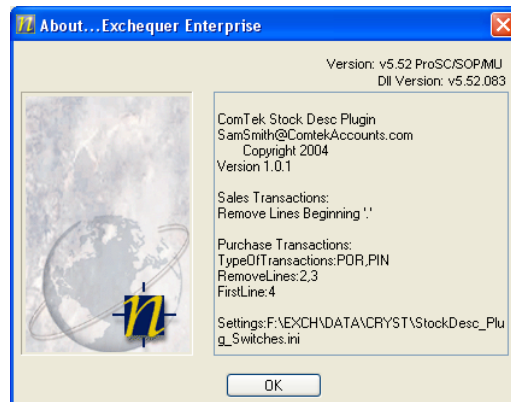 About...Exchequer Enterprise
Version: v5.52 ProSC/SOP/MU
Dll Version: v5.52.083
ComTek Stock Desc Plugin
SamSmith@ComtekAccounts.com
Copyright 2004
Version 1.0.1
Sales Transactions:
Remove Lines Beginning '.'
Purchase Transactions:
TypeOfTransactions:POR,PIN
RemoveLines:2,3
FirstLine:4
Settings:F:\EXCH\DATA\CRYST\StockDesc_Plu
g_Switches.ini
n
OK